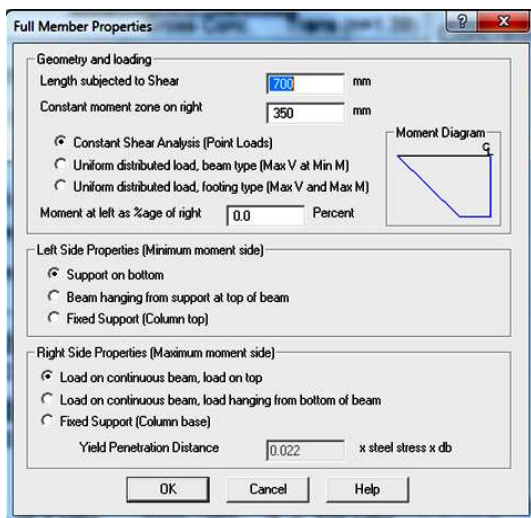 Full Member Properties
Geometry and loading
Length subjected to Shear 700 mm
Constant moment zone on right 350 mm
Constant Shear Analysis (Point Loads)
Uniform distributed load, beam type (Max V at Min M)
Uniform distributed load, footing type (Max V and Max M)
Moment at left as %age of right 0.0 Percent
Moment Diagram
CL
Left Side Properties (Minimum moment side)
Support on bottom
Beam hanging from support at top of beam
Fixed Support (Column top)
Right Side Properties (Maximum moment side)
Load on continuous beam, load on top
Load on continuous beam, load hanging from bottom of beam
Fixed Support (Column base)
Yield Penetration Distance 0.022 x steel stress x db
OK Cancel Help